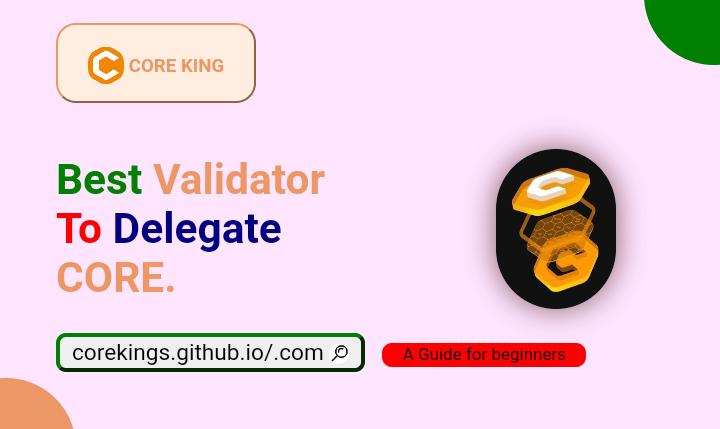 CORE KING
Best Validator
To Delegate
CORE.
corekings.github.io/.com
A Guide for beginners